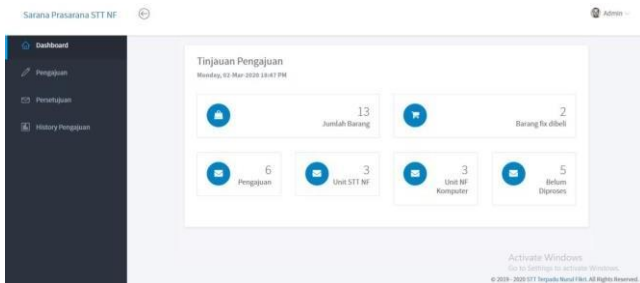 Sarana Prasarana STT NF
Admin
Dashboard
Pengajuan
Persetujuan
History Pengajuan
Tinjauan Pengajuan
Monday, 02-Mar-2020 18:47 PM
13
Jumlah Barang
2
Barang fix dibeli
6
Pengajuan
3
Unit STT NF
3
Unit NF
Komputer
5
Belum
Diproses
Activate Windows
Go to Settings to activate Windows.
© 2019 - 2020 STT Terpadu Nurul Fikri. All Rights Reserved.